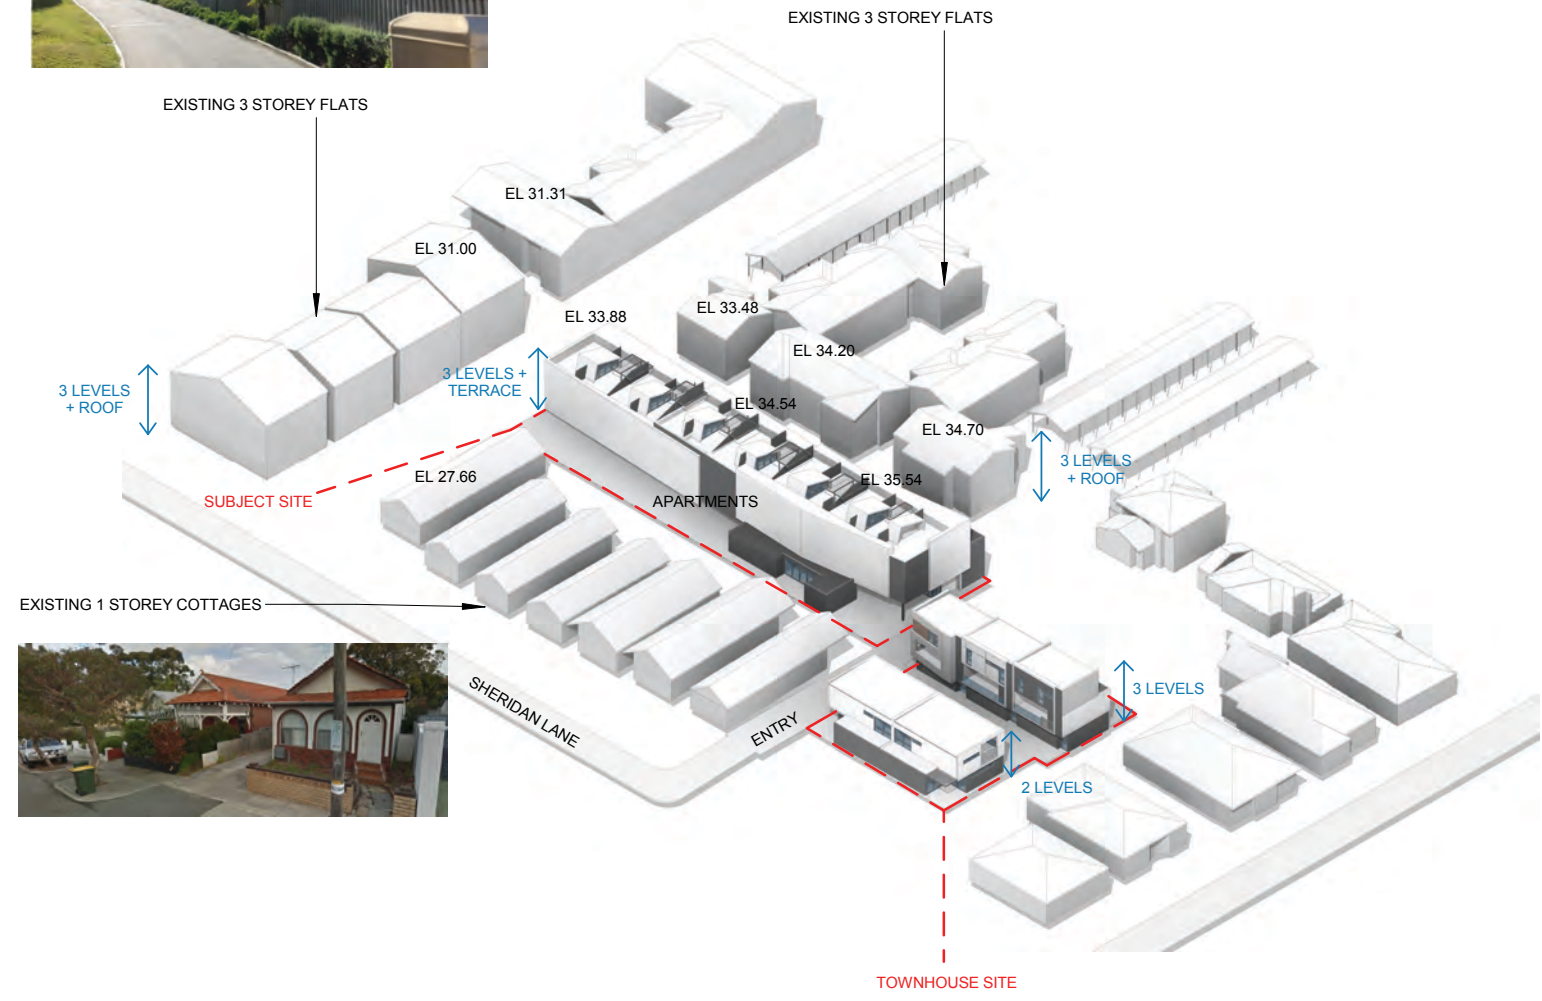 EXISTING 3 STOREY FLATS
EXISTING 3 STOREY FLATS
EL 31.31
EL 31.00
EL 33.88
EL 33.48
EL 34.20
3 LEVELS
+ ROOF
3 LEVELS +
TERRACE
EL 34.54
EL 34.70
3 LEVELS
+ ROOF
EL 27.66
EL 35.54
SUBJECT SITE
APARTMENTS
EXISTING 1 STOREY COTTAGES
SHERIDAN LANE
ENTRY
3 LEVELS
2 LEVELS
TOWNHOUSE SITE